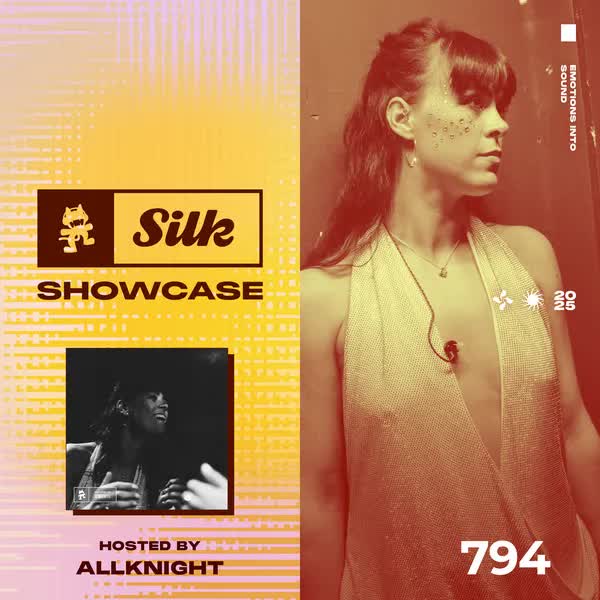 Silk
SHOWCASE
HOSTED BY
ALLKNIGHT
EMOTIONS INTO
SOUND
20
25
794